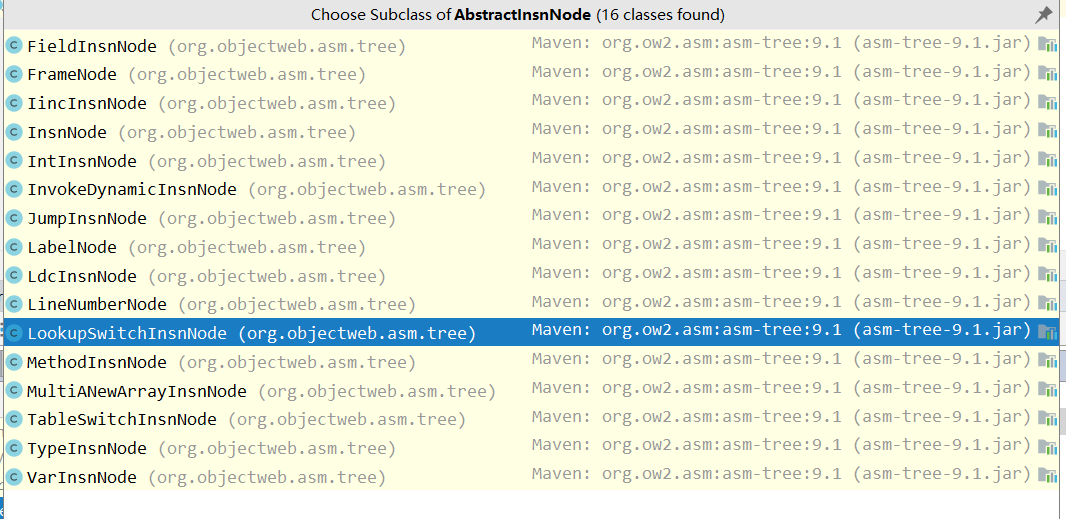 Choose Subclass of AbstractInsnNode (16 classes found)
FieldInsnNode (org.objectweb.asm.tree) Maven: org.ow2.asm:asm-tree:9.1 (asm-tree-9.1.jar)
FrameNode (org.objectweb.asm.tree) Maven: org.ow2.asm:asm-tree:9.1 (asm-tree-9.1.jar)
IincInsnNode (org.objectweb.asm.tree) Maven: org.ow2.asm:asm-tree:9.1 (asm-tree-9.1.jar)
InsnNode (org.objectweb.asm.tree) Maven: org.ow2.asm:asm-tree:9.1 (asm-tree-9.1.jar)
IntInsnNode (org.objectweb.asm.tree) Maven: org.ow2.asm:asm-tree:9.1 (asm-tree-9.1.jar)
InvokeDynamicInsnNode (org.objectweb.asm.tree) Maven: org.ow2.asm:asm-tree:9.1 (asm-tree-9.1.jar)
JumpInsnNode (org.objectweb.asm.tree) Maven: org.ow2.asm:asm-tree:9.1 (asm-tree-9.1.jar)
LabelNode (org.objectweb.asm.tree) Maven: org.ow2.asm:asm-tree:9.1 (asm-tree-9.1.jar)
LdcInsnNode (org.objectweb.asm.tree) Maven: org.ow2.asm:asm-tree:9.1 (asm-tree-9.1.jar)
LineNumberNode (org.objectweb.asm.tree) Maven: org.ow2.asm:asm-tree:9.1 (asm-tree-9.1.jar)
LookupSwitchInsnNode (org.objectweb.asm.tree) Maven: org.ow2.asm:asm-tree:9.1 (asm-tree-9.1.jar)
MethodInsnNode (org.objectweb.asm.tree) Maven: org.ow2.asm:asm-tree:9.1 (asm-tree-9.1.jar)
MultiANewArrayInsnNode (org.objectweb.asm.tree) Maven: org.ow2.asm:asm-tree:9.1 (asm-tree-9.1.jar)
TableSwitchInsnNode (org.objectweb.asm.tree) Maven: org.ow2.asm:asm-tree:9.1 (asm-tree-9.1.jar)
TypeInsnNode (org.objectweb.asm.tree) Maven: org.ow2.asm:asm-tree:9.1 (asm-tree-9.1.jar)
VarInsnNode (org.objectweb.asm.tree) Maven: org.ow2.asm:asm-tree:9.1 (asm-tree-9.1.jar)